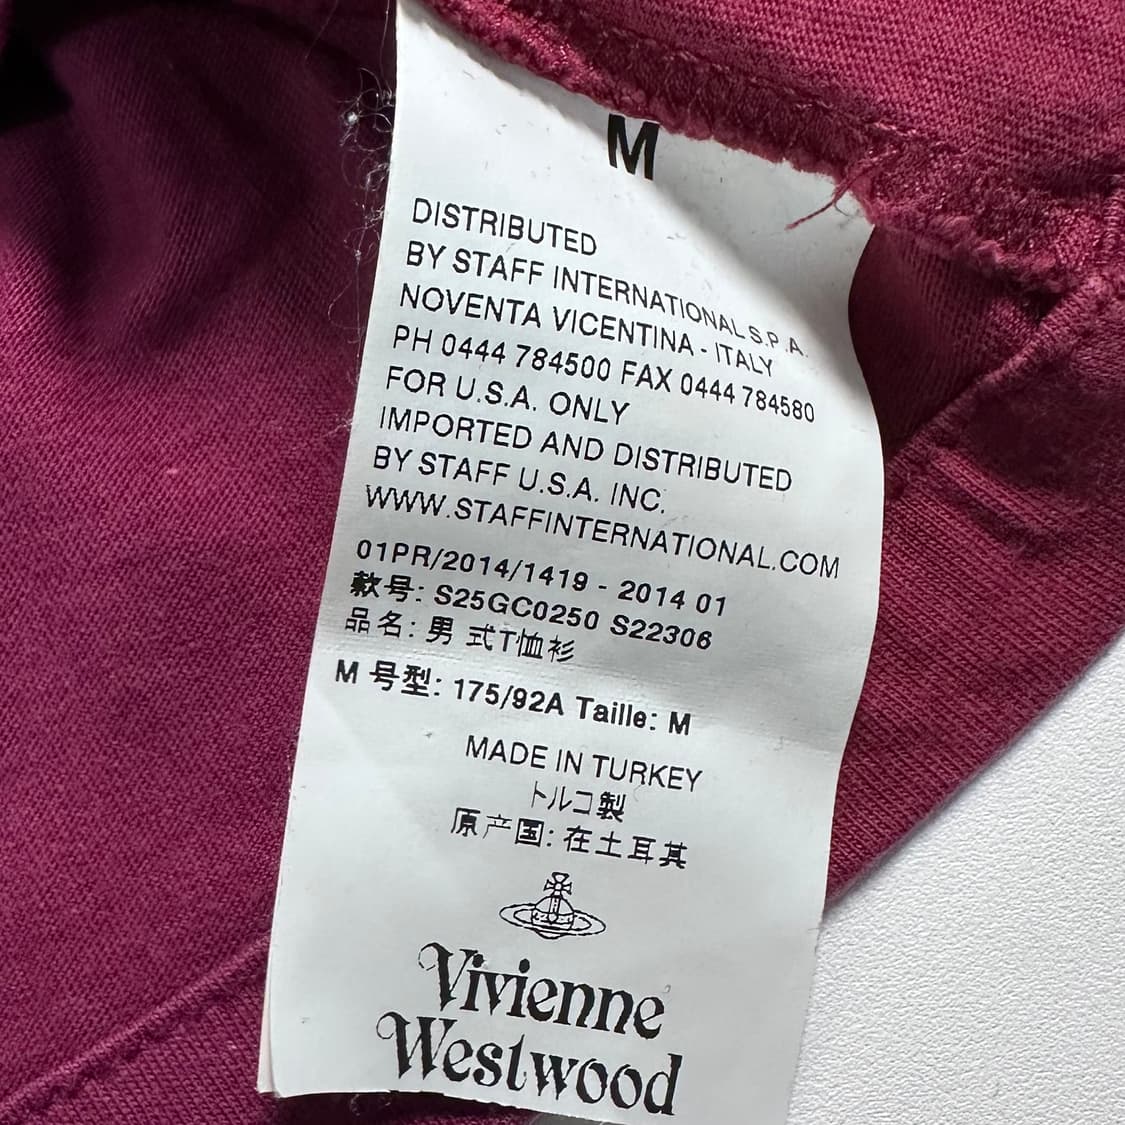 M
DISTRIBUTED
BY STAFF INTERNATIONAL S.P.A.
NOVENTA VICENTINA - ITALY
PH 0444 784500 FAX 0444 784580
FOR U.S.A. ONLY
IMPORTED AND DISTRIBUTED
BY STAFF U.S.A. INC.
WWW.STAFFINTERNATIONAL.COM
01PR/2014/1419 - 2014 01
款号: S25GC0250 S22306
品名: 男 式T恤衫
M 号型: 175/92A Taille: M
MADE IN TURKEY
トルコ製
原产国: 在土耳其
Vivienne
Westwood